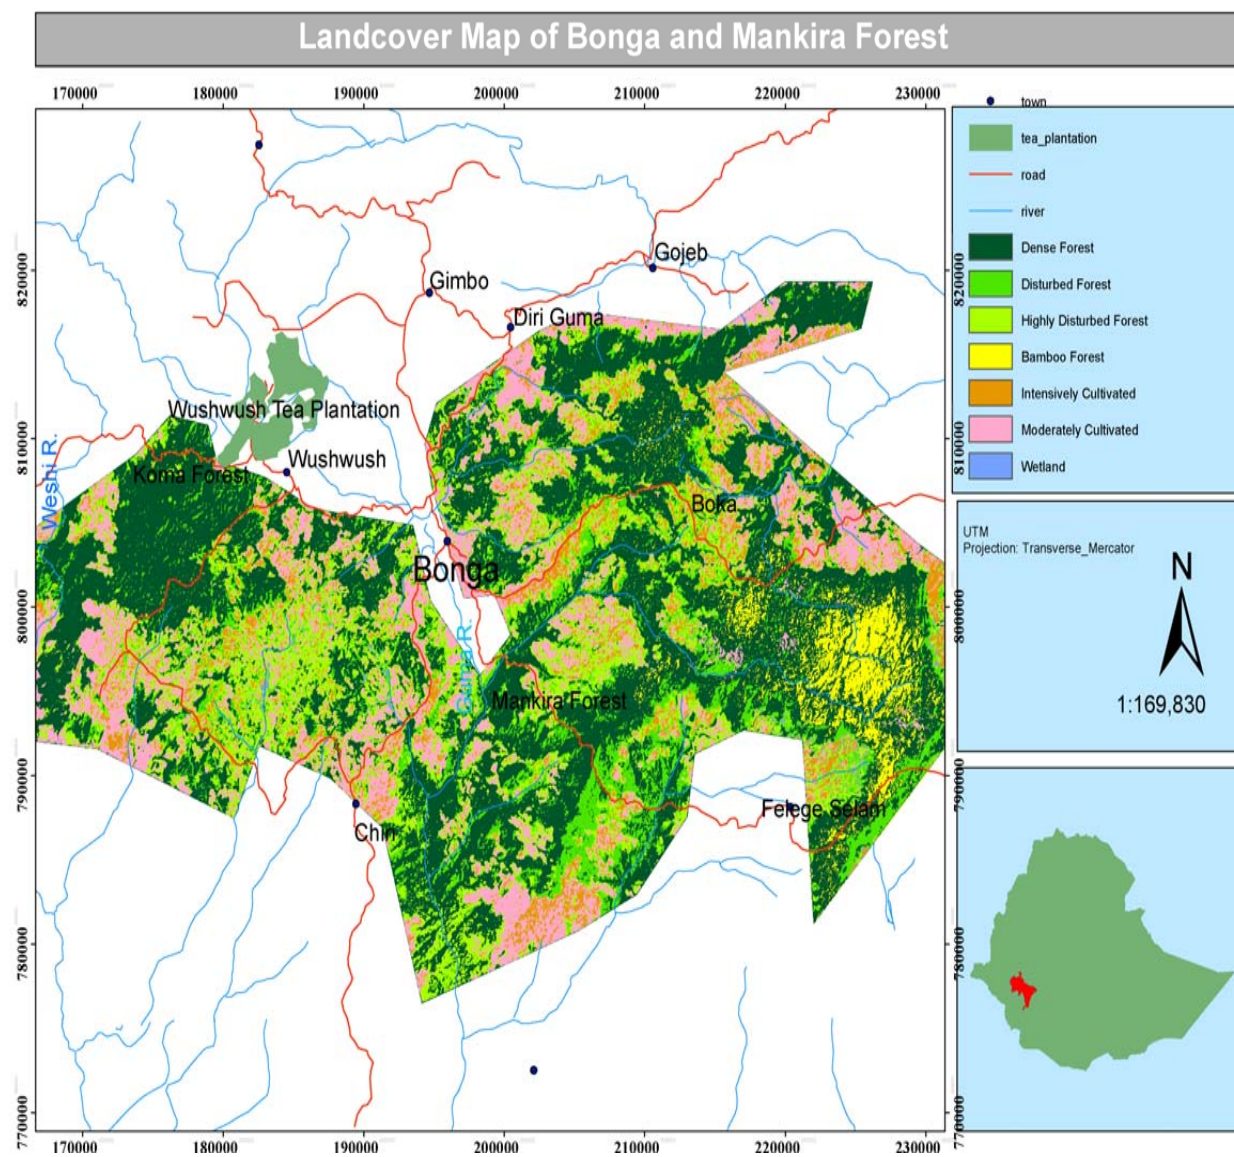 Landcover Map of Bonga and Mankira Forest
170000 180000 190000 200000 210000 220000 230000
town
tea_plantation
road
river
Dense Forest
Disturbed Forest
Highly Disturbed Forest
Bamboo Forest
Intensively Cultivated
Moderately Cultivated
Wetland
820000
820000
Gojeb
Gimbo
Diri Guma
Wushwush Tea Plantation
810000
810000
Weshi R.
Koma Forest
Wushwush
Boka
Bonga
UTM
Projection: Transverse_Mercator
N
1:169,830
800000
800000
R.
Mankira Forest
790000
790000
Felege Selam
Chiri
780000
780000
770000
770000
170000 180000 190000 200000 210000 220000 230000